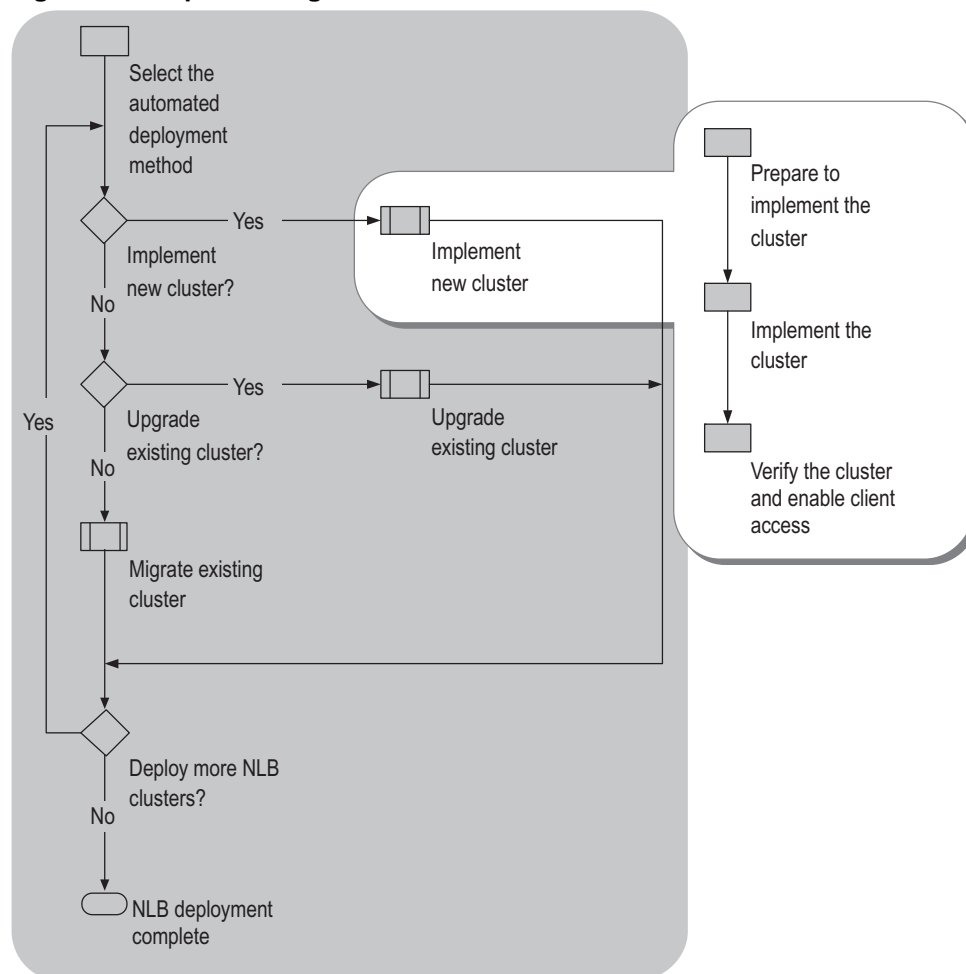 Select the
automated
deployment
method
Yes
Implement
new cluster?
No
Implement
new cluster
Prepare to
implement the
cluster
Implement the
cluster
Verify the cluster
and enable client
access
Yes
Upgrade
existing cluster?
No
Upgrade
existing cluster
Yes
Migrate existing
cluster
Deploy more NLB
clusters?
No
NLB deployment
complete